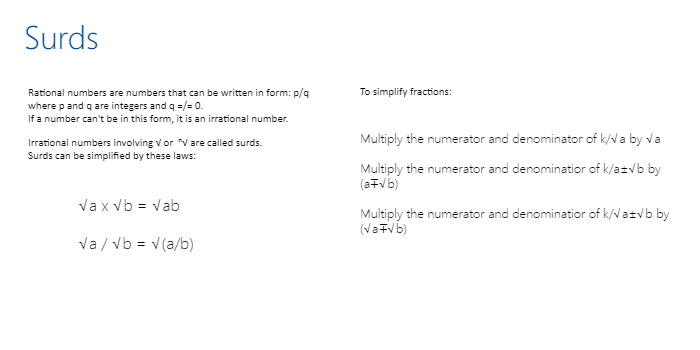 Surds
Rational numbers are numbers that can be written in form: p/q
where p and q are integers and q =/= 0.
If a number can't be in this form, it is an irrational number.
Irrational numbers involving √ or ⁿ√ are called surds.
Surds can be simplified by these laws:
√a x √b = √ab
√a / √b = √(a/b)
To simplify fractions:
Multiply the numerator and denominator of k/√a by √a
Multiply the numerator and denominatior of k/a±√b by
(a∓√b)
Multiply the numerator and denominatior of k/√a±√b by
(√a∓√b)